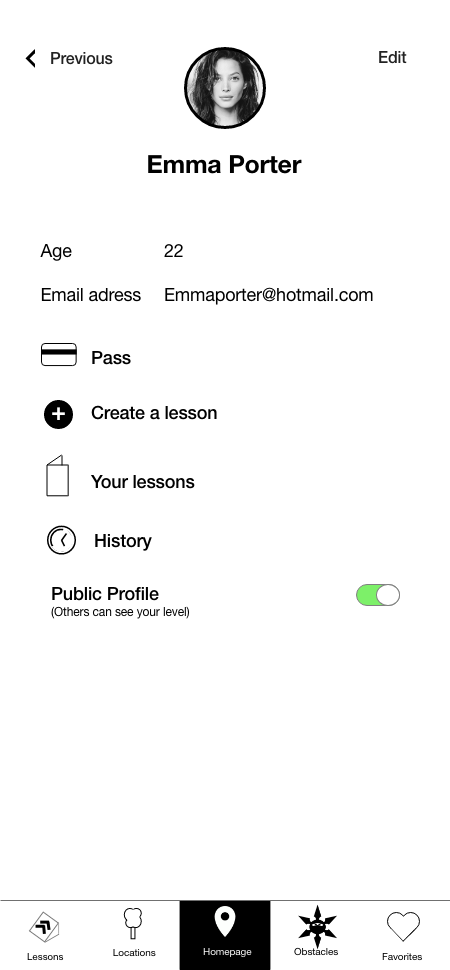 Previous
Edit
Emma Porter
Age 22
Email adress Emmaporter@hotmail.com
Pass
Create a lesson
Your lessons
History
Public Profile
(Others can see your level)
Lessons Locations Homepage Obstacles Favorites